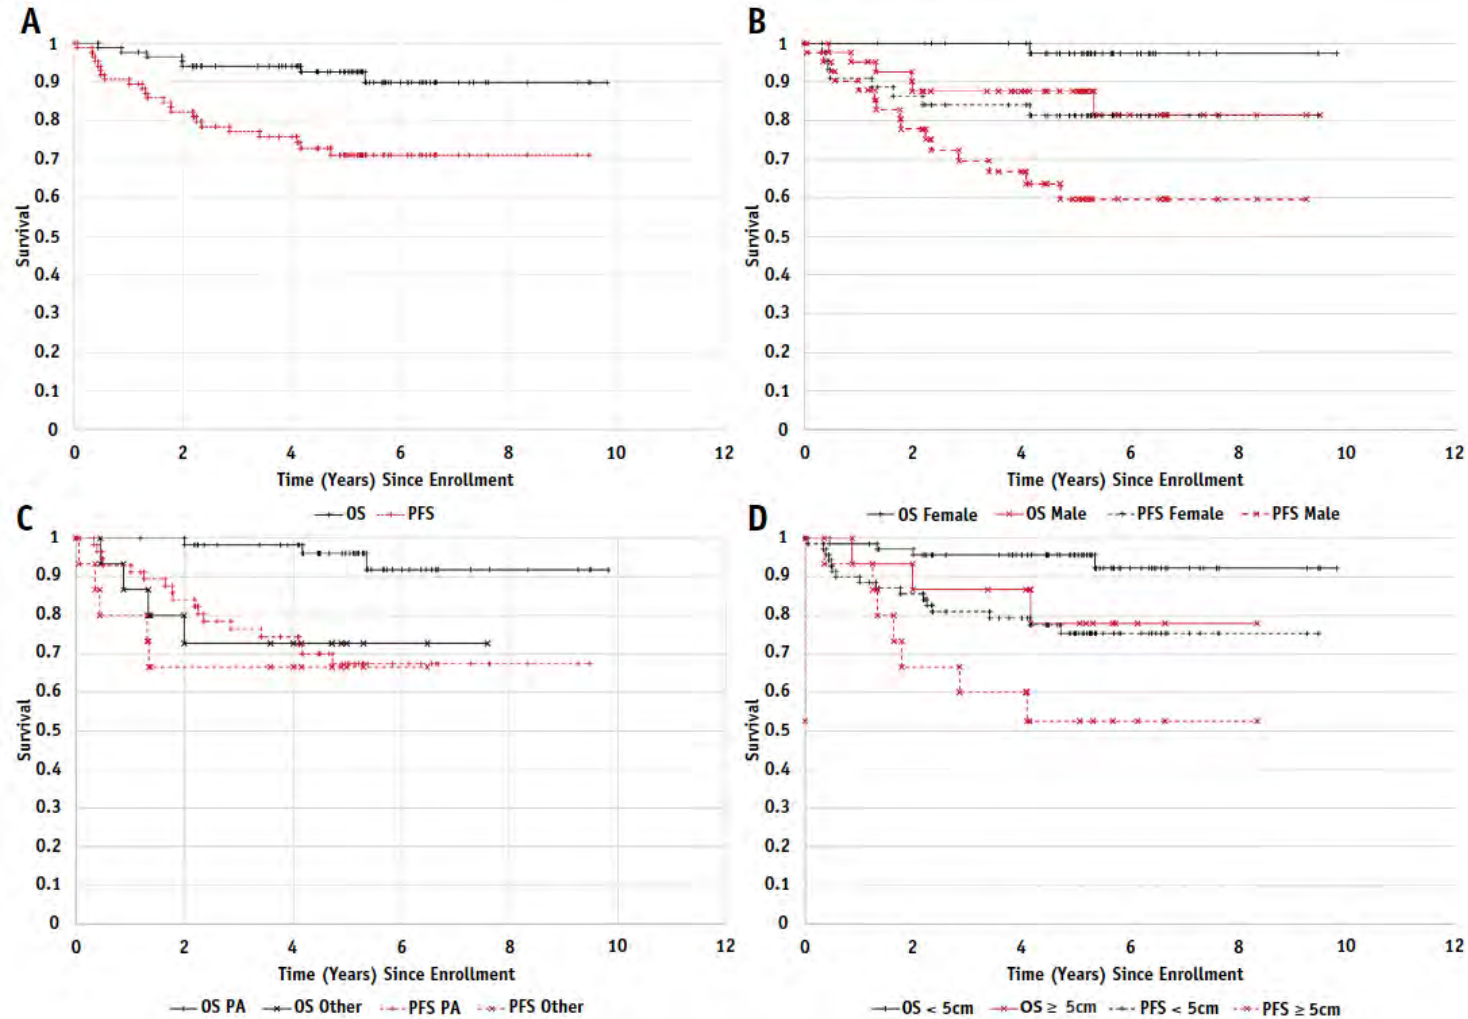 A
1
0.9
0.8
0.7
0.6
0.5
0.4
0.3
0.2
0.1
0
Survival
0 2 4 6 8 10 12
Time (Years) Since Enrollment
OS PFS
B
1
0.9
0.8
0.7
0.6
0.5
0.4
0.3
0.2
0.1
0
Survival
0 2 4 6 8 10 12
Time (Years) Since Enrollment
OS Female OS Male PFS Female PFS Male
C
1
0.9
0.8
0.7
0.6
0.5
0.4
0.3
0.2
0.1
0
Survival
0 2 4 6 8 10 12
Time (Years) Since Enrollment
OS PA OS Other PFS PA PFS Other
D
1
0.9
0.8
0.7
0.6
0.5
0.4
0.3
0.2
0.1
0
Survival
0 2 4 6 8 10 12
Time (Years) Since Enrollment
OS < 5cm OS ≥ 5cm PFS < 5cm PFS ≥ 5cm